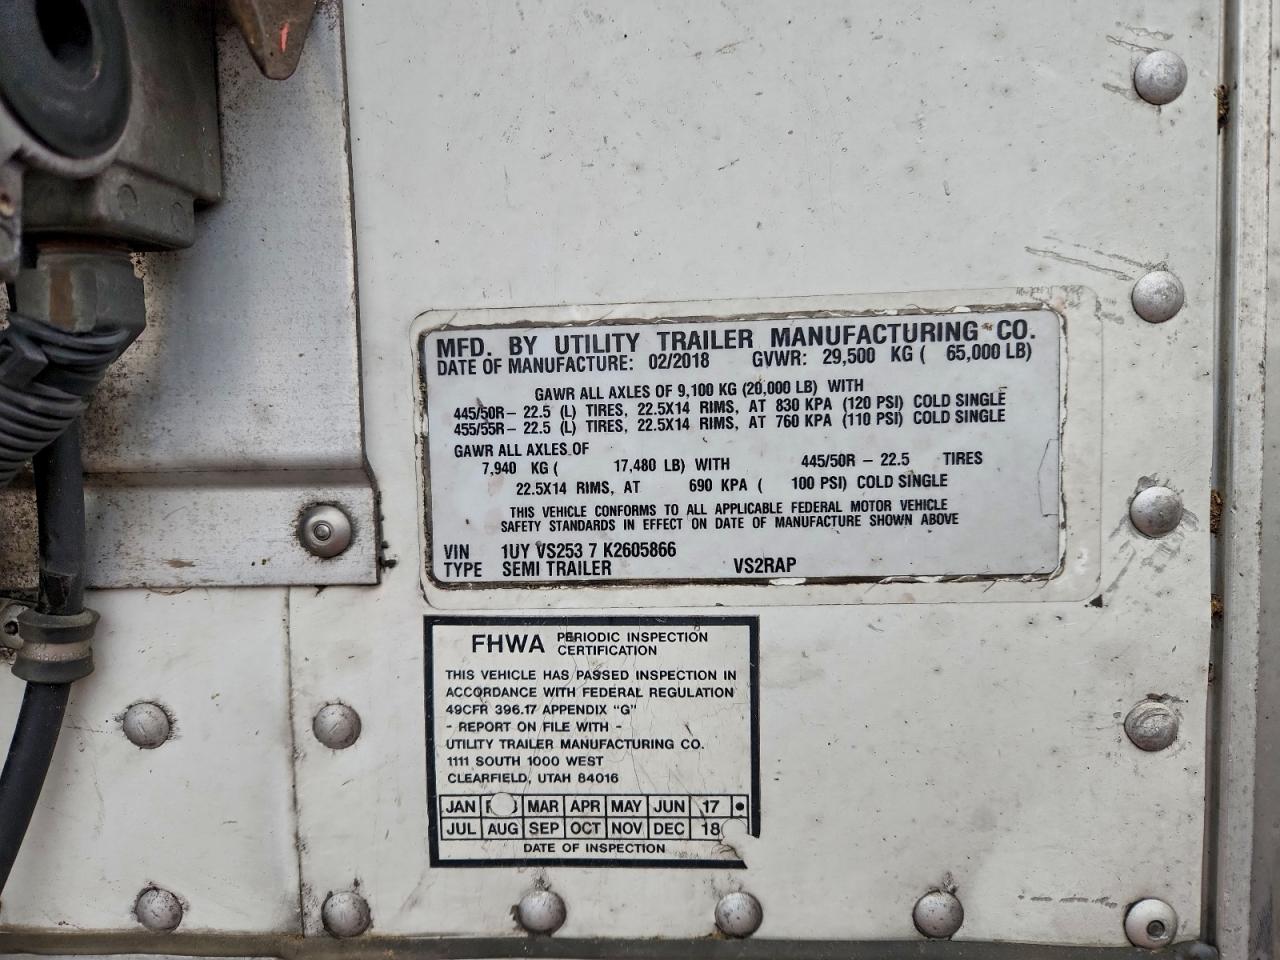 MFD. BY UTILITY TRAILER MANUFACTURING CO.
DATE OF MANUFACTURE: 02/2018 GVWR: 29,500 KG ( 65,000 LB)
GAWR ALL AXLES OF 9,100 KG (20,000 LB) WITH
445/50R - 22.5 (L) TIRES, 22.5X14 RIMS, AT 830 KPA (120 PSI) COLD SINGLE
455/55R - 22.5 (L) TIRES, 22.5X14 RIMS, AT 760 KPA (110 PSI) COLD SINGLE
GAWR ALL AXLES OF
7,940 KG ( 17,480 LB) WITH 445/50R - 22.5 TIRES
22.5X14 RIMS, AT 690 KPA ( 100 PSI) COLD SINGLE
THIS VEHICLE CONFORMS TO ALL APPLICABLE FEDERAL MOTOR VEHICLE
SAFETY STANDARDS IN EFFECT ON DATE OF MANUFACTURE SHOWN ABOVE
VIN 1UY VS253 7 K2605866
TYPE SEMI TRAILER VS2RAP
FHWA PERIODIC INSPECTION
CERTIFICATION
THIS VEHICLE HAS PASSED INSPECTION IN
ACCORDANCE WITH FEDERAL REGULATION
49CFR 396.17 APPENDIX "G"
- REPORT ON FILE WITH -
UTILITY TRAILER MANUFACTURING CO.
1111 SOUTH 1000 WEST
CLEARFIELD, UTAH 84016
JAN MAR APR MAY JUN 17 •
JUL AUG SEP OCT NOV DEC 18
DATE OF INSPECTION